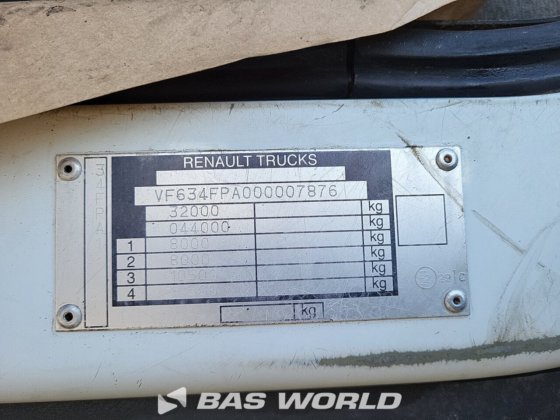 RENAULT TRUCKS
VF634FPA000007876
32000 kg
044000 kg
1 8000 kg
2 8000 kg
3 kg
4 kg
kg
BAS WORLD